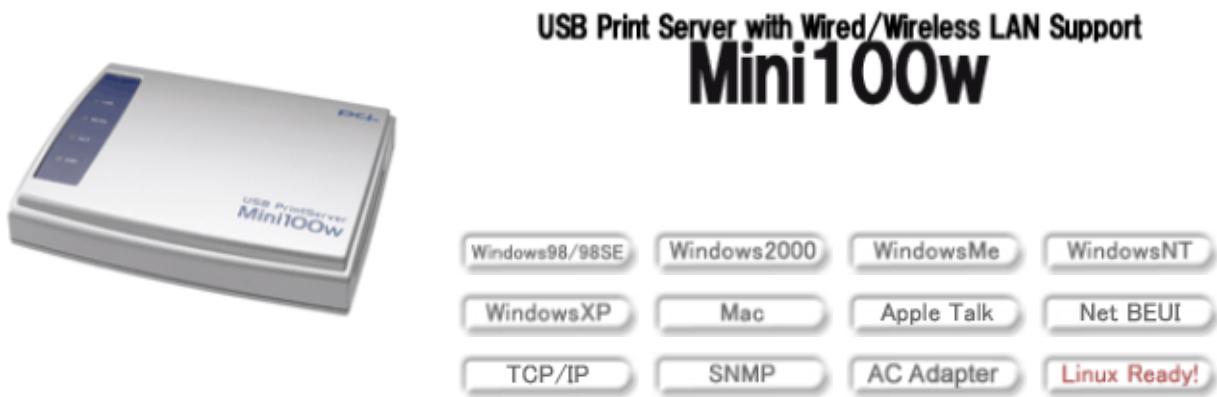 USB Print Server with Wired/Wireless LAN Support
Mini100w
PCi
USB PrintServer
Mini100w
Windows98/98SE Windows2000 WindowsMe WindowsNT
WindowsXP Mac Apple Talk Net BEUI
TCP/IP SNMP AC Adapter Linux Ready!